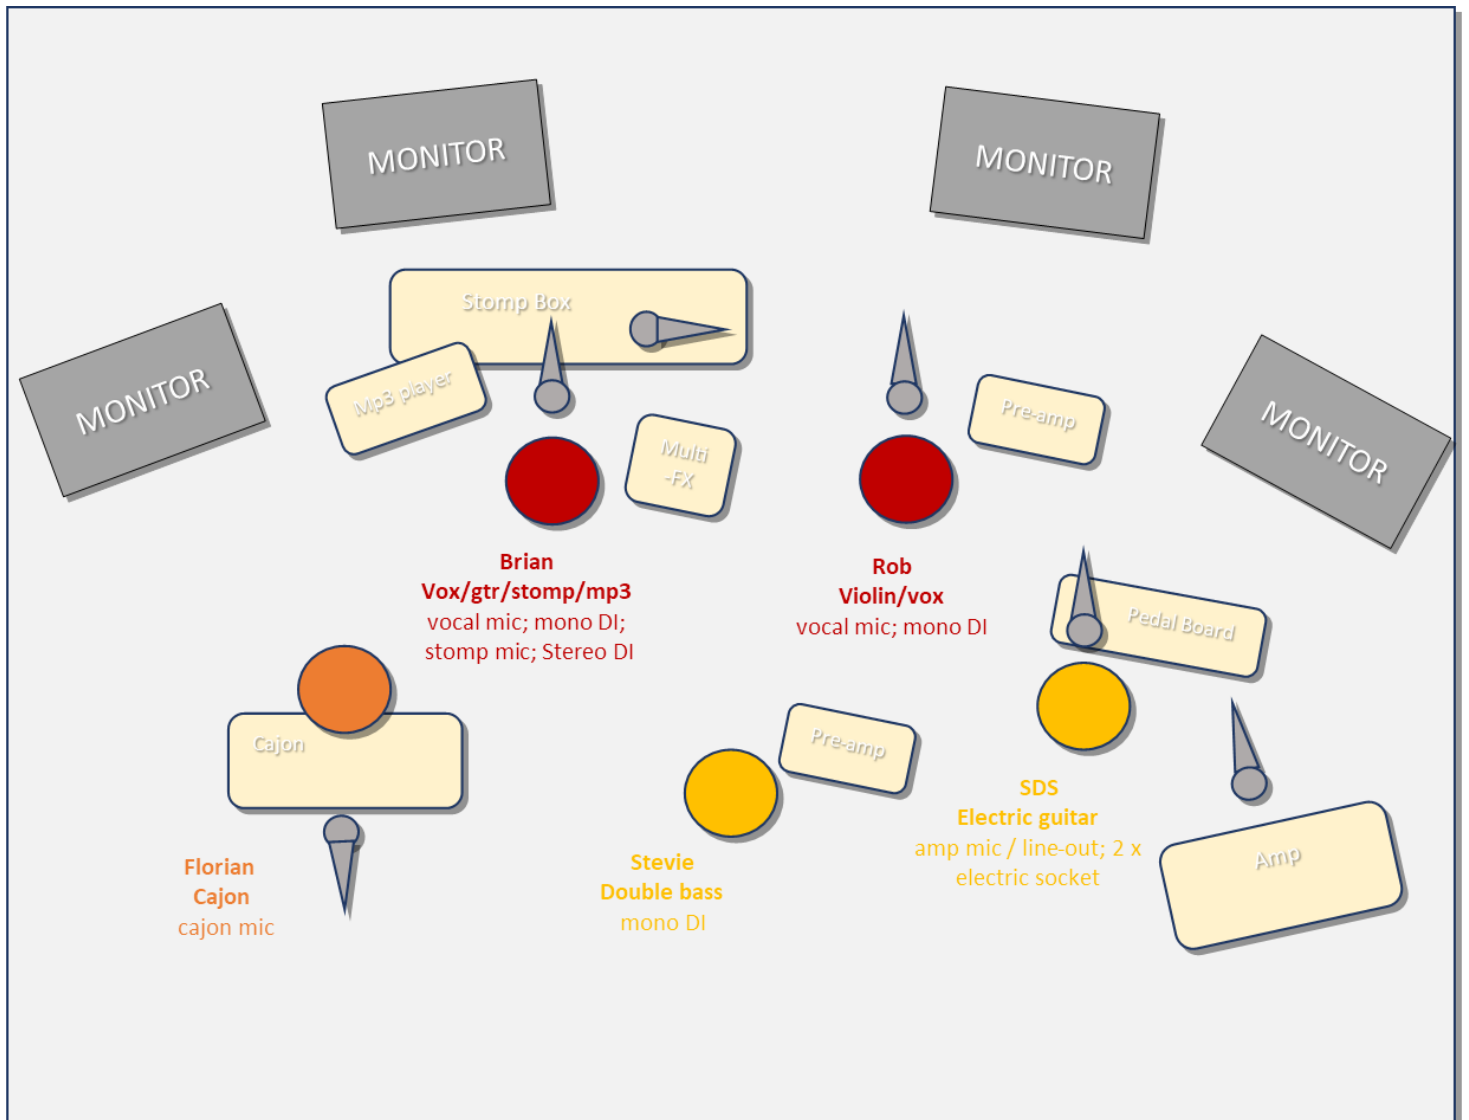 MONITOR
MONITOR
MONITOR
MONITOR
Stomp Box
Mp3 player
Multi
-FX
Pre-amp
Brian
Vox/gtr/stomp/mp3
vocal mic; mono DI;
stomp mic; Stereo DI
Rob
Violin/vox
vocal mic; mono DI
Pedal Board
Cajon
Pre-amp
Florian
Cajon
cajon mic
Stevie
Double bass
mono DI
SDS
Electric guitar
amp mic / line-out; 2 x
electric socket
Amp